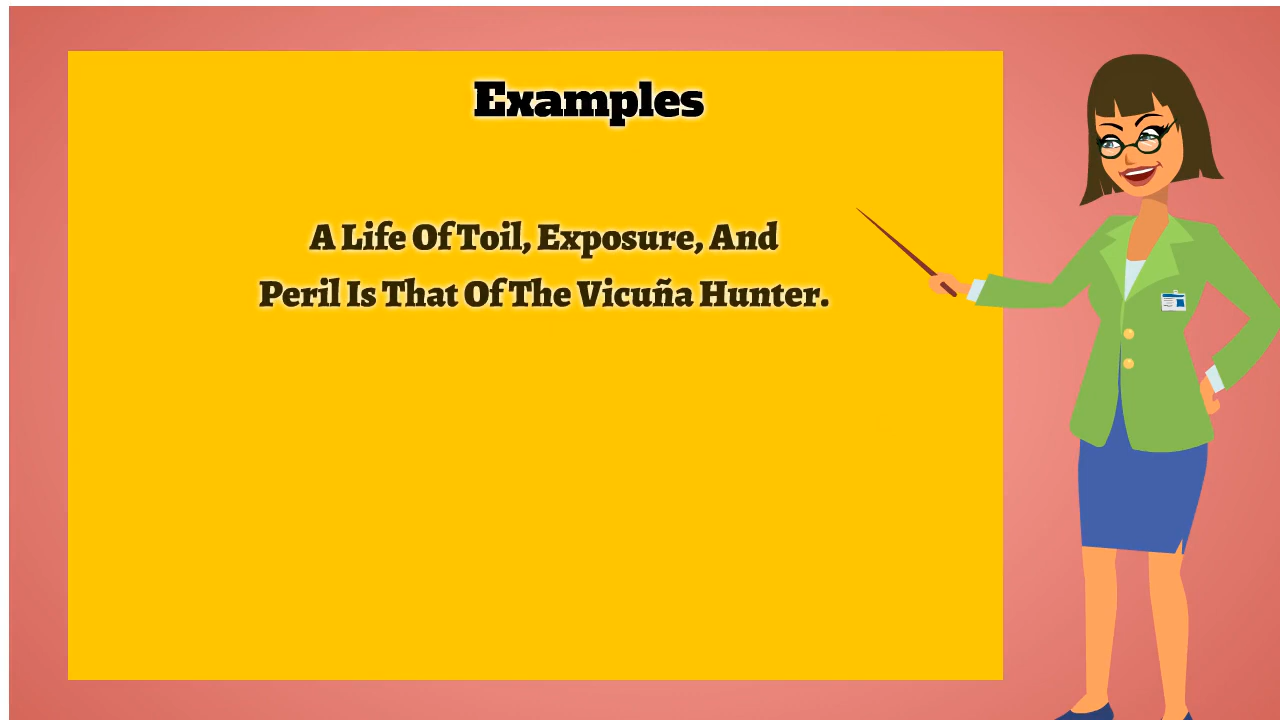 Examples
A Life Of Toil, Exposure, And
Peril Is That Of The Vicuña Hunter.